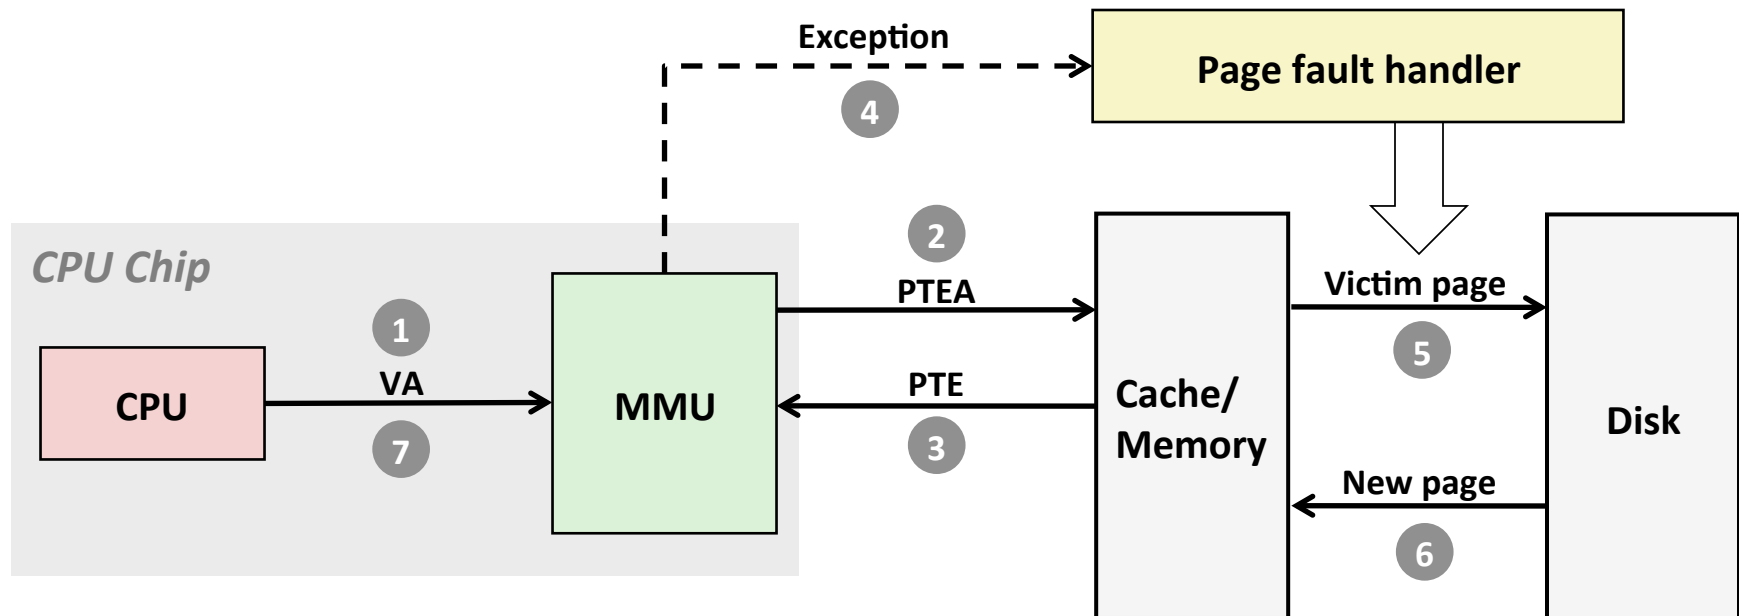 Exception
Page fault handler
4
CPU Chip
2
PTEA
Victim page
1
5
VA
CPU
MMU
PTE
Cache/
Memory
Disk
7
3
New page
6